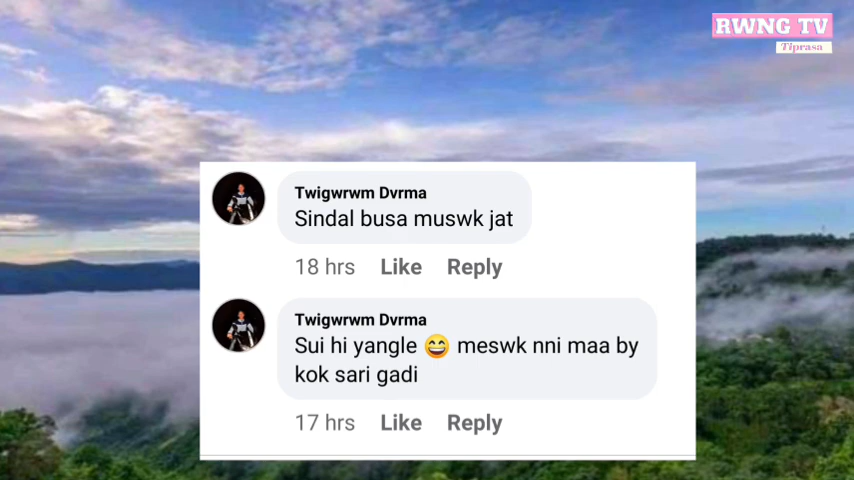 RWNG TV
Tiprasa
Twigwrwm Dvrma
Sindal busa muswk jat
18 hrs Like Reply
Twigwrwm Dvrma
Sui hi yangle 😄 meswk nni maa by
kok sari gadi
17 hrs Like Reply